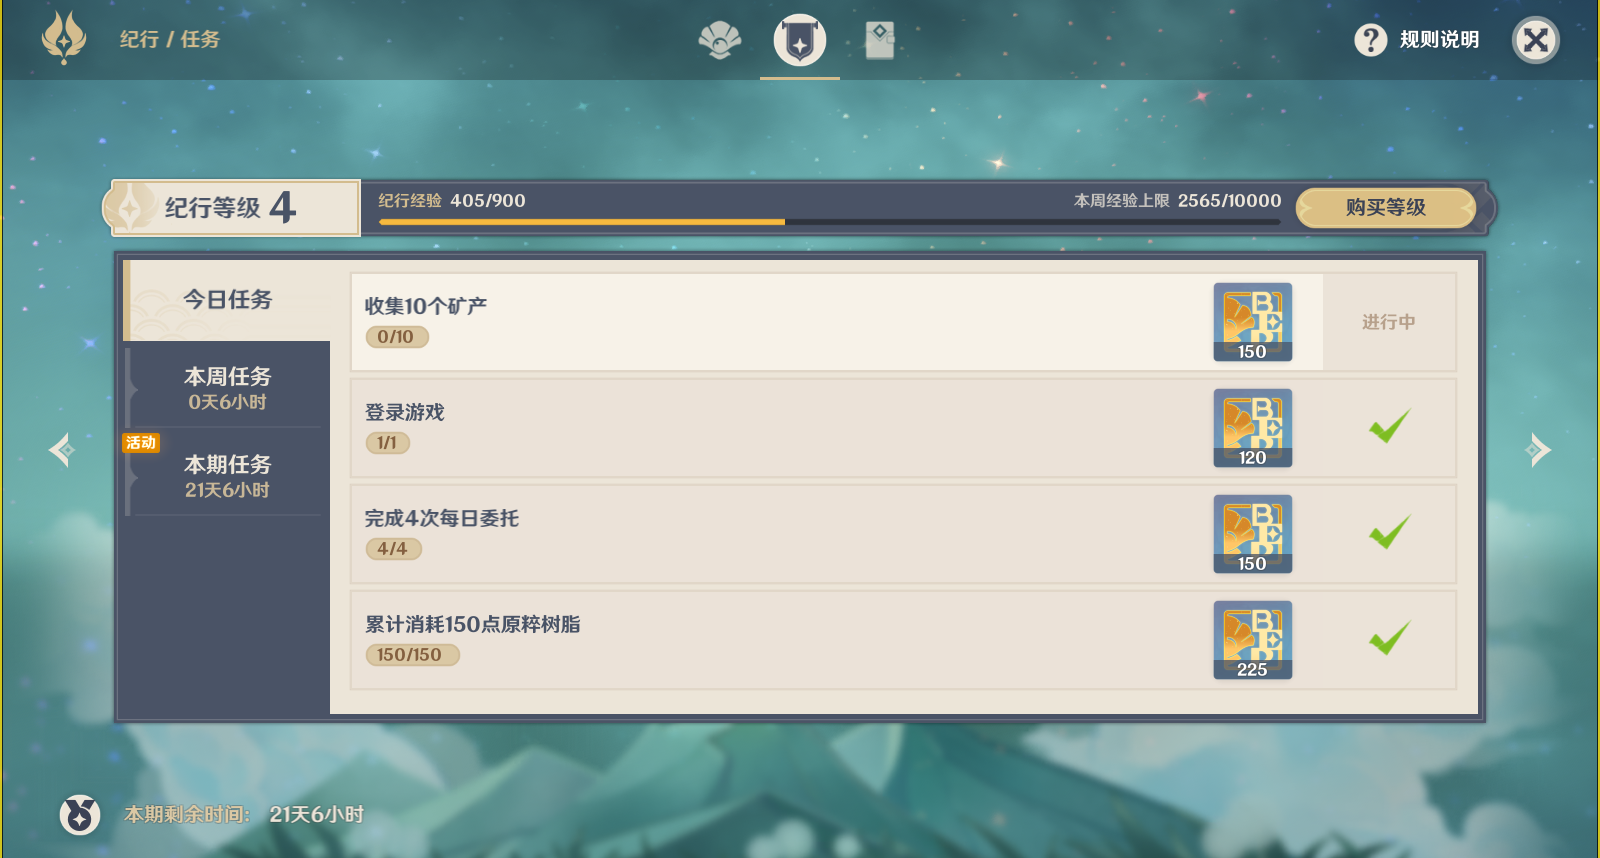 纪行 / 任务
规则说明
纪行等级 4
纪行经验 405/900
本周经验上限 2565/10000
购买等级
今日任务
本周任务
0天6小时
活动
本期任务
21天6小时
收集10个矿产
0/10
150
进行中
登录游戏
1/1
120
完成4次每日委托
4/4
150
累计消耗150点原粹树脂
150/150
225
本期剩余时间: 21天6小时